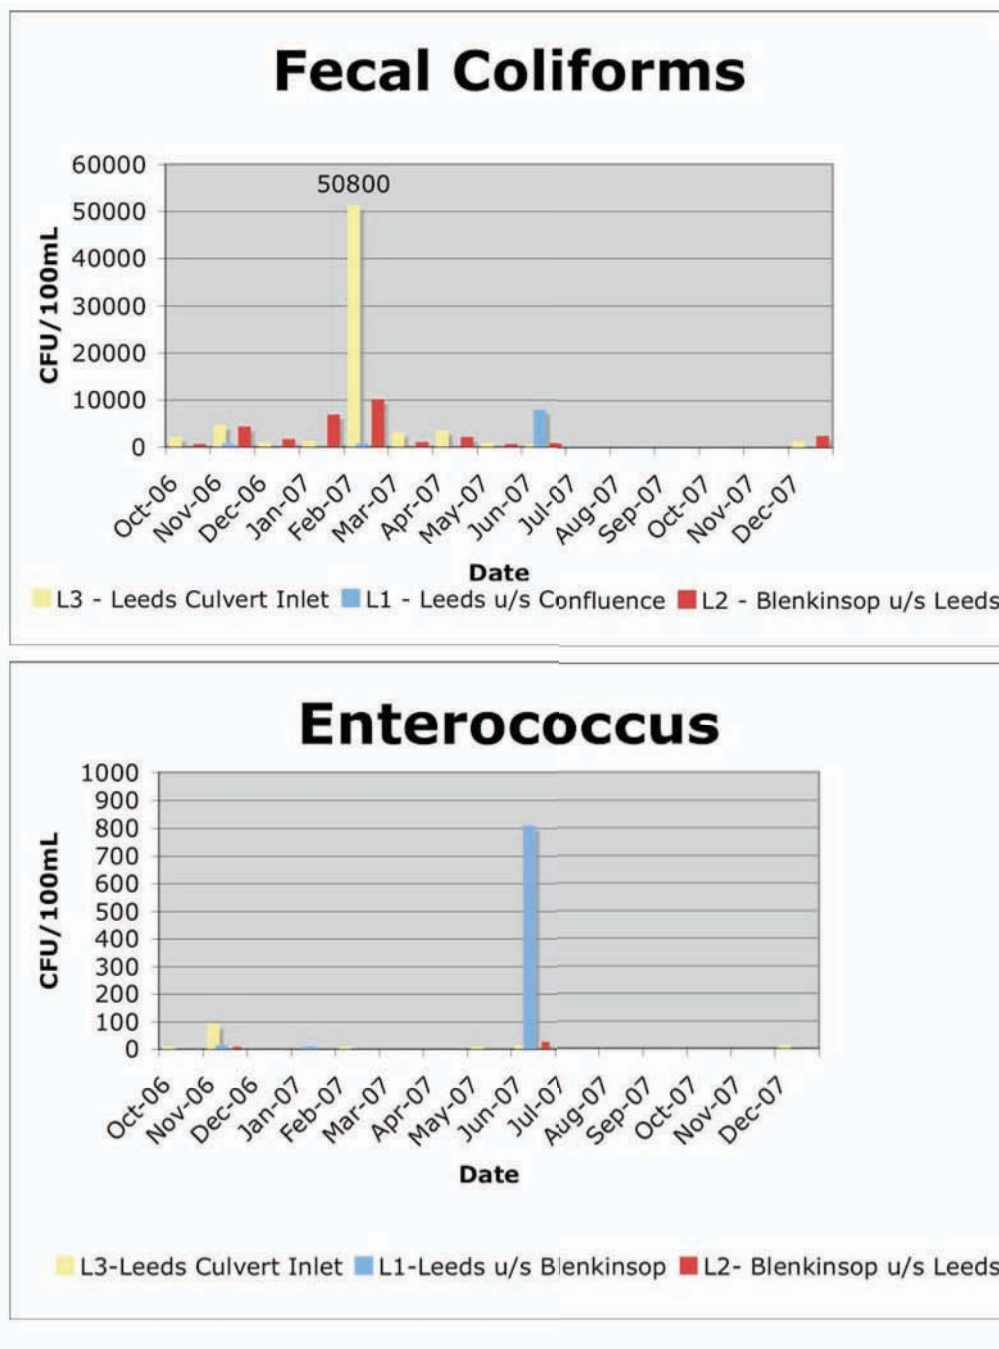 Fecal Coliforms
60000
50800
50000
40000
30000
20000
10000
0
CFU/100mL
Oct-06 Nov-06 Dec-06 Jan-07 Feb-07 Mar-07 Apr-07 May-07 Jun-07 Jul-07 Aug-07 Sep-07 Oct-07 Nov-07 Dec-07
Date
L3 - Leeds Culvert Inlet L1 - Leeds u/s Confluence L2 - Blenkinsop u/s Leeds
Enterococcus
1000
900
800
700
600
500
400
300
200
100
0
CFU/100mL
Oct-06 Nov-06 Dec-06 Jan-07 Feb-07 Mar-07 Apr-07 May-07 Jun-07 Jul-07 Aug-07 Sep-07 Oct-07 Nov-07 Dec-07
Date
L3-Leeds Culvert Inlet L1-Leeds u/s Blenkinsop L2- Blenkinsop u/s Leeds